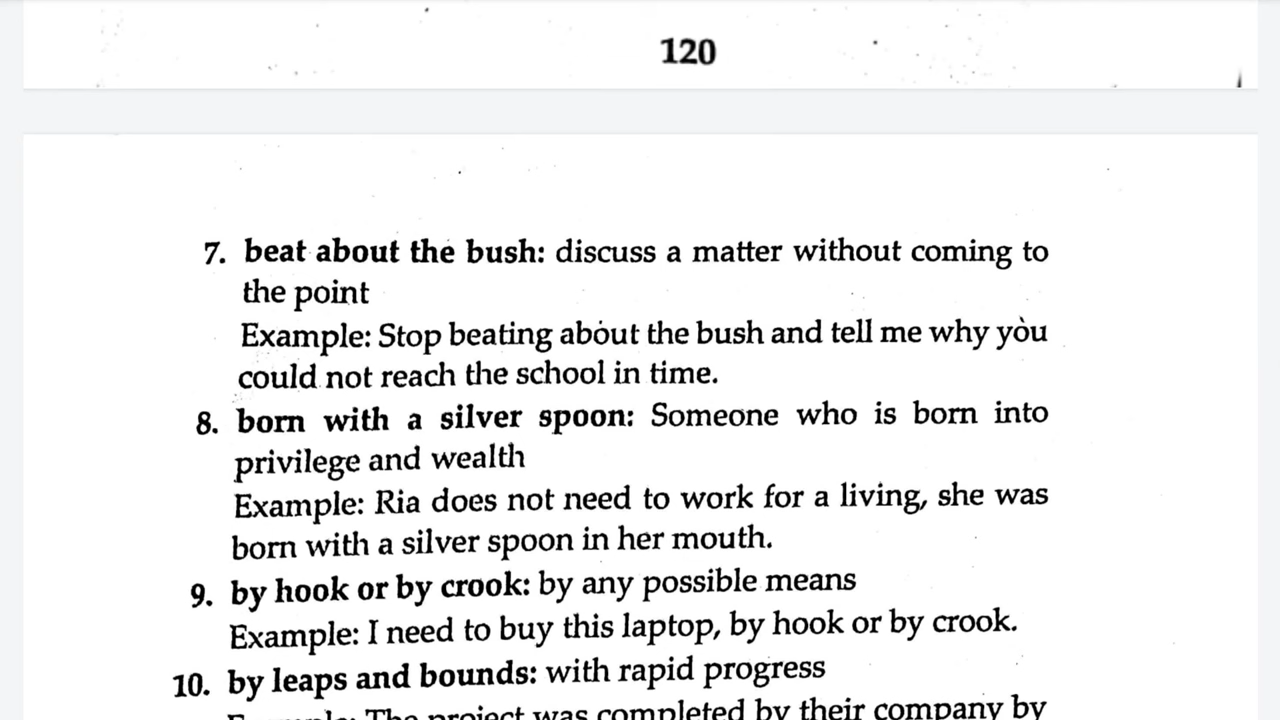 120
7. beat about the bush: discuss a matter without coming to
the point
Example: Stop beating about the bush and tell me why you
could not reach the school in time.
8. born with a silver spoon: Someone who is born into
privilege and wealth
Example: Ria does not need to work for a living, she was
born with a silver spoon in her mouth.
9. by hook or by crook: by any possible means
Example: I need to buy this laptop, by hook or by crook.
10. by leaps and bounds: with rapid progress
Example: The project was completed by their company by